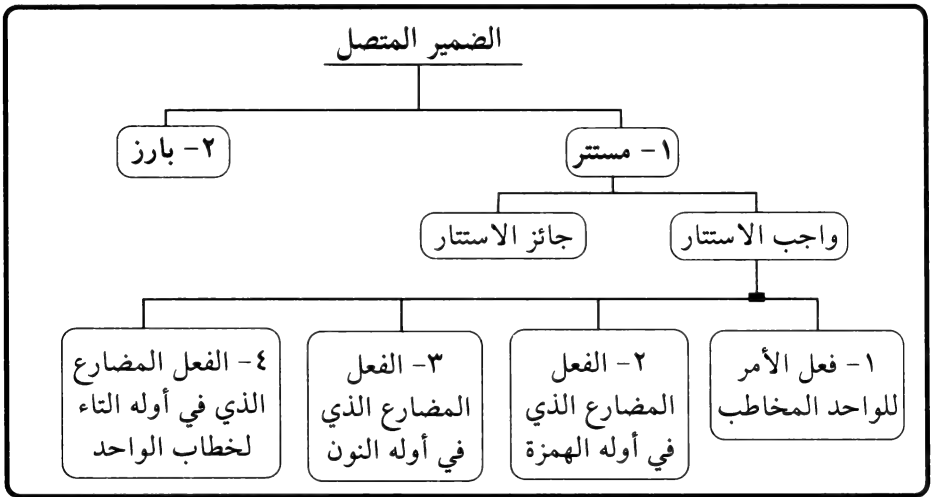 الضمير المتصل
١- مستتر
٢- بارز
واجب الاستتار
جائز الاستتار
١- فعل الأمر
للواحد المخاطب
٢- الفعل
المضارع الذي
في أوله الهمزة
٣- الفعل
المضارع الذي
في أوله النون
٤- الفعل المضارع
الذي في أوله التاء
لخطاب الواحد